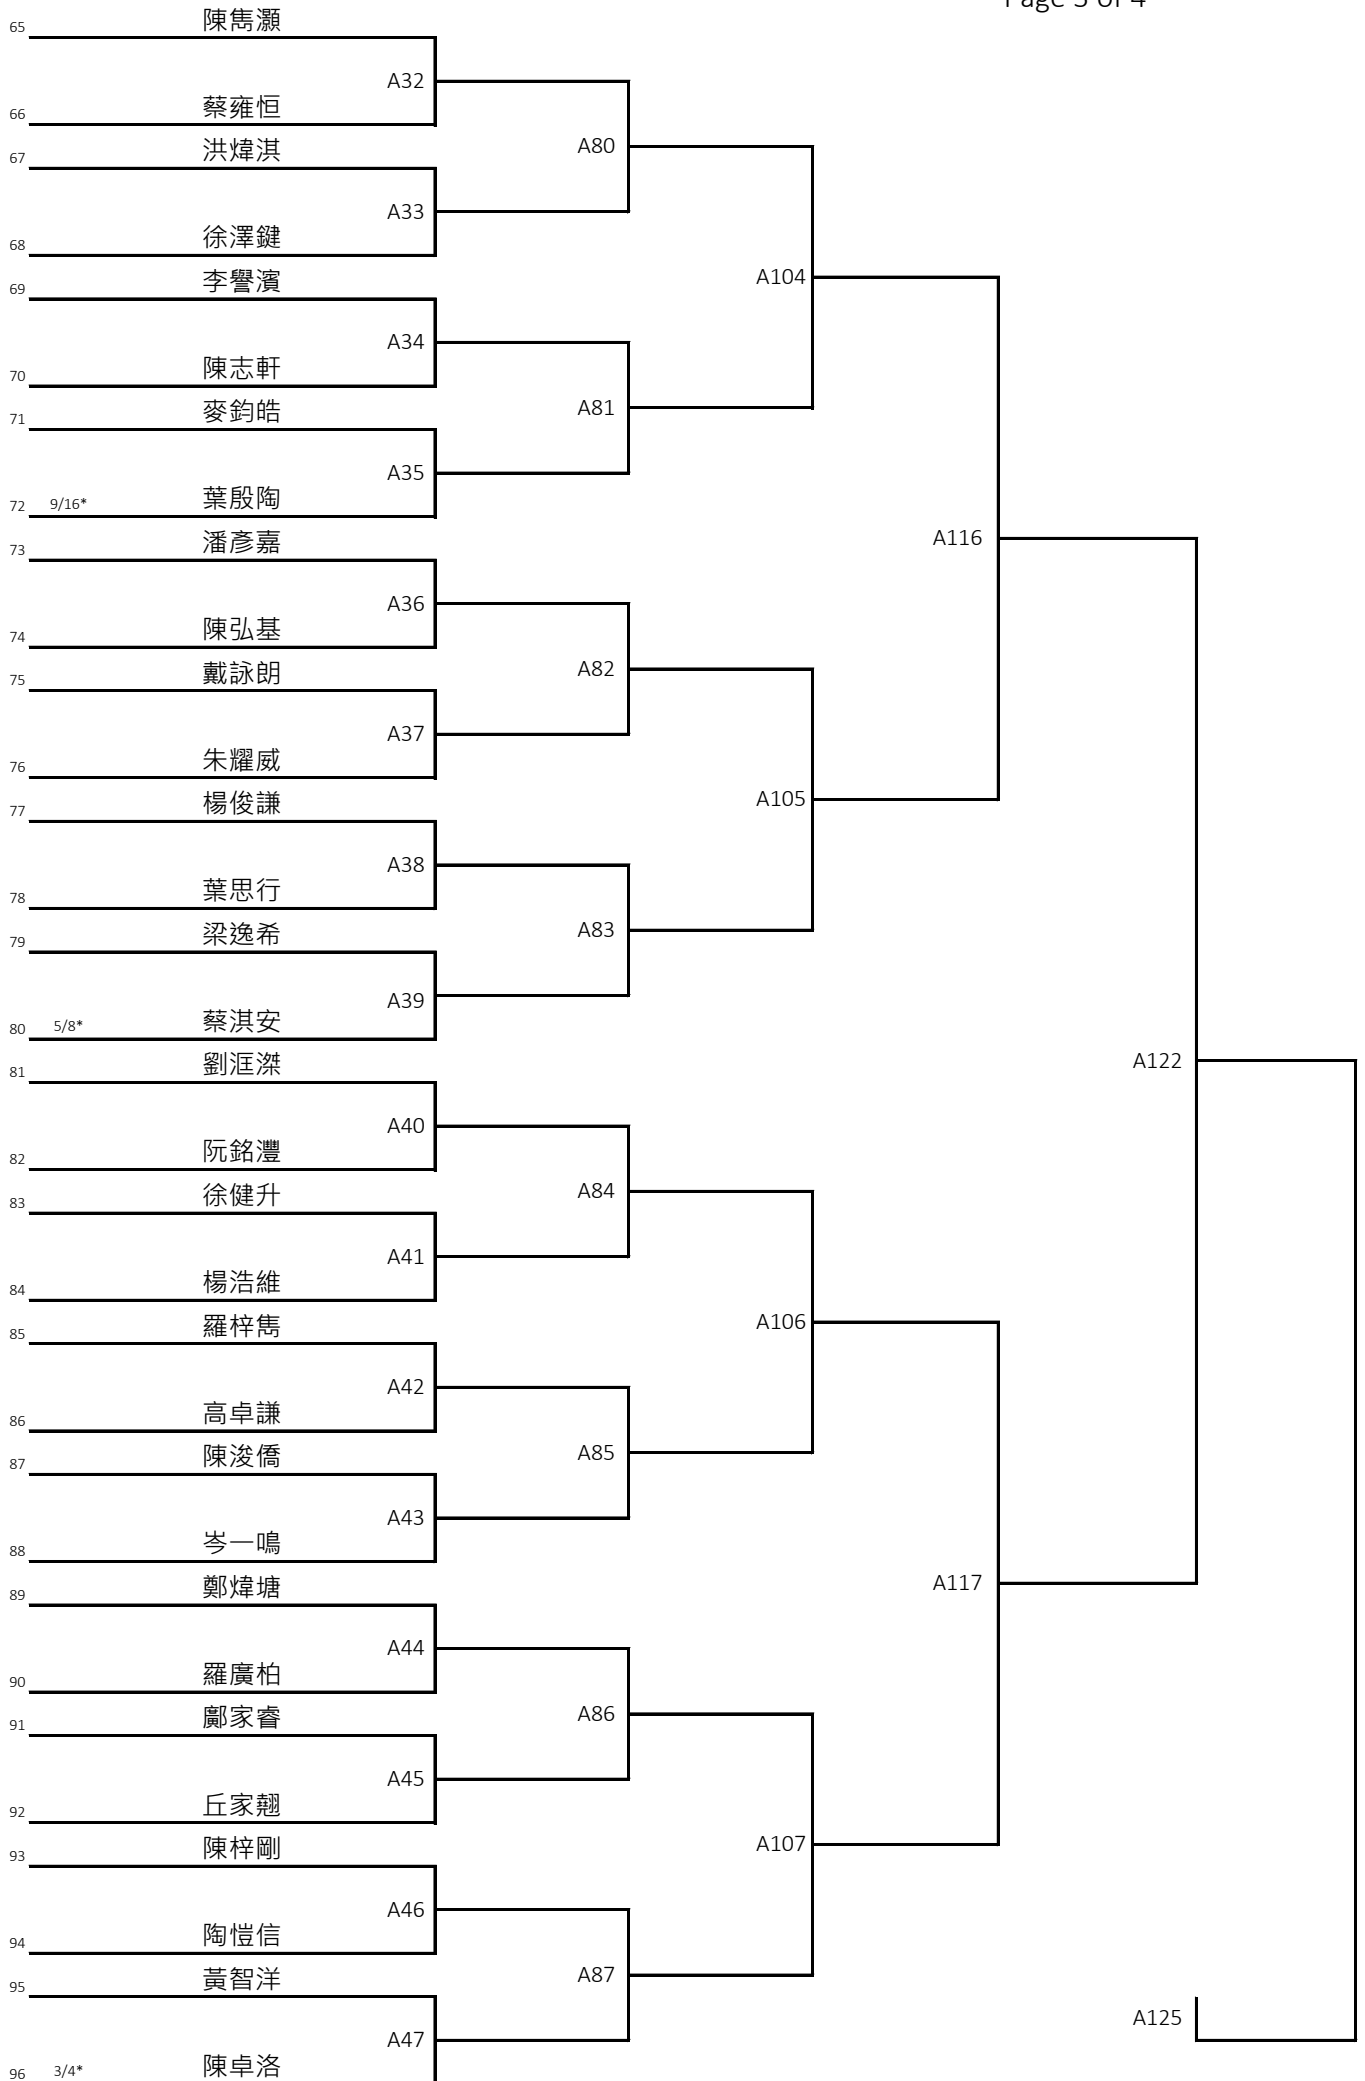 Page 3 of 4
65 陳雋灝
A32
66 蔡雍恒
A80
67 洪煒淇
A33
68 徐澤鍵
A104
69 李譽濱
A34
70 陳志軒
A81
71 麥鈞皓
A35
72 9/16* 葉殷陶
A116
73 潘彥嘉
A36
74 陳弘基
A82
75 戴詠朗
A37
76 朱耀威
A105
77 楊俊謙
A38
78 葉思行
A83
79 梁逸希
A39
80 5/8* 蔡淇安
A122
81 劉洭滐
A40
82 阮銘灃
A84
83 徐健升
A41
84 楊浩維
A106
85 羅梓雋
A42
86 高卓謙
A85
87 陳浚僑
A43
88 岑一鳴
A117
89 鄭煒塘
A44
90 羅廣柏
A86
91 鄺家睿
A45
92 丘家翹
A107
93 陳梓剛
A46
94 陶愷信
A87
95 黃智洋
A125
A47
96 3/4* 陳卓洛